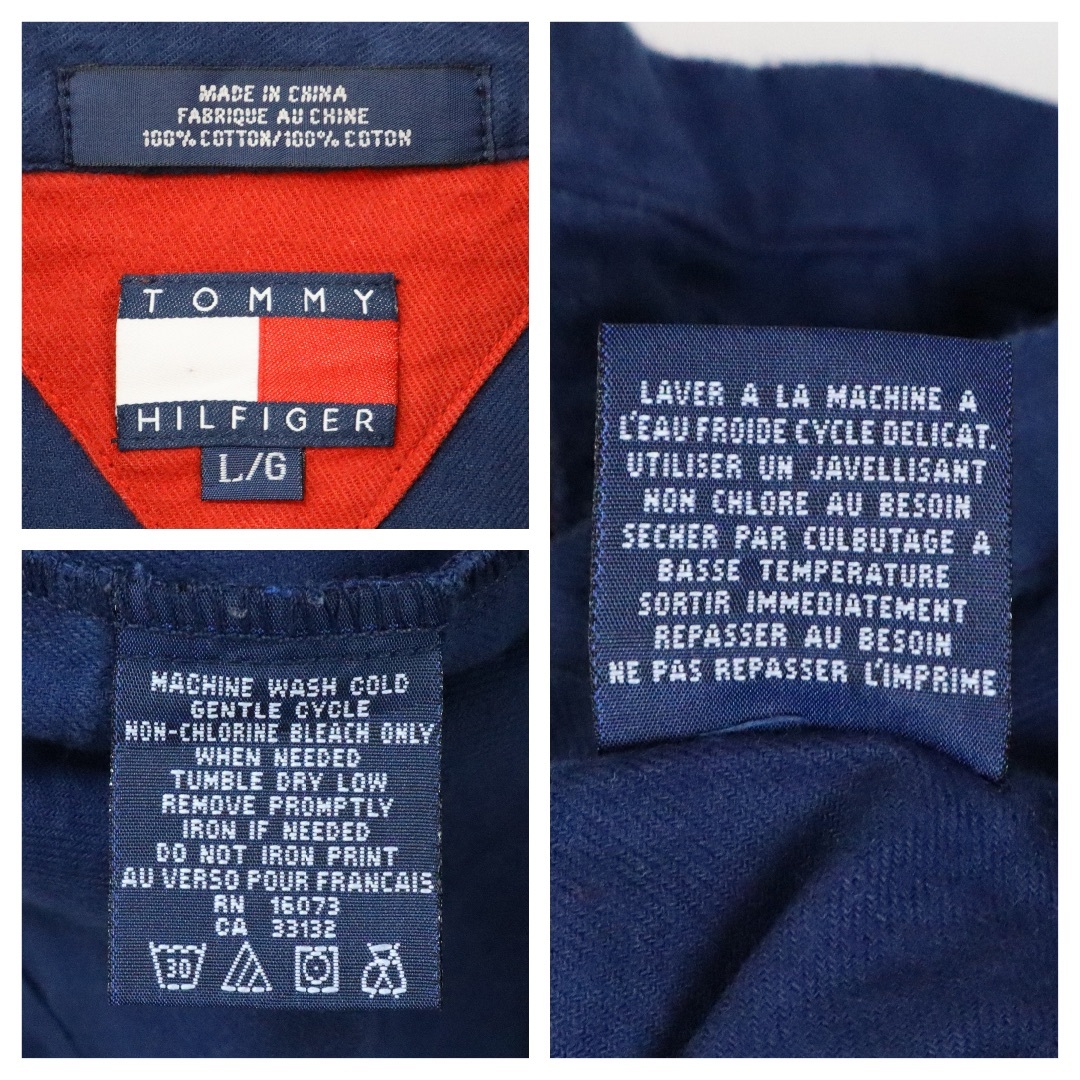 MADE IN CHINA
FABRIQUE AU CHINE
100% COTTON/100% COTON
TOMMY
HILFIGER
L/G
MACHINE WASH COLD
GENTLE CYCLE
NON-CHLORINE BLEACH ONLY
WHEN NEEDED
TUMBLE DRY LOW
REMOVE PROMPTLY
IRON IF NEEDED
DO NOT IRON PRINT
AU VERSO POUR FRANCAIS
RN 16073
CA 33132
30
LAVER A LA MACHINE A
L'EAU FROIDE CYCLE DELICAT.
UTILISER UN JAVELLISANT
NON CHLORE AU BESOIN
SECHER PAR CULBUTAGE A
BASSE TEMPERATURE
SORTIR IMMEDIATEMENT
REPASSER AU BESOIN
NE PAS REPASSER L'IMPRIME